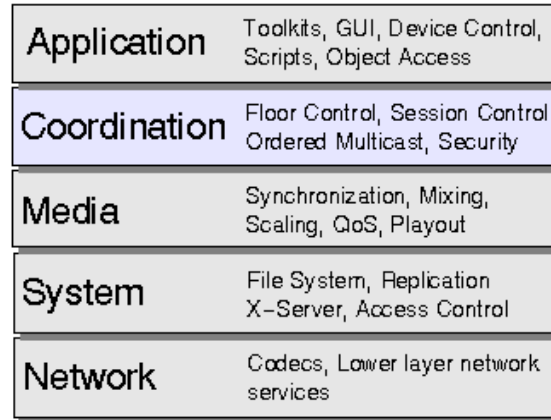 Application
Toolkits, GUI, Device Control,
Scripts, Object Access
Coordination
Floor Control, Session Control
Ordered Multicast, Security
Media
Synchronization, Mixing,
Scaling, QoS, Playout
System
File System, Replication
X-Server, Access Control
Network
Codecs, Lower layer network
services